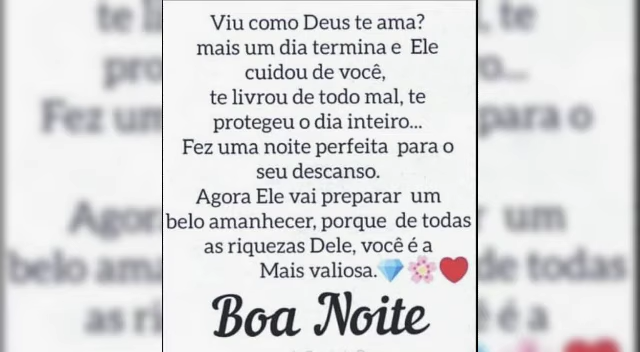 Viu como Deus te ama?
mais um dia termina e Ele
cuidou de você,
te livrou de todo mal, te
protegeu o dia inteiro...
Fez uma noite perfeita para o
seu descanso.
Agora Ele vai preparar um
belo amanhecer, porque de todas
as riquezas Dele, você é a
Mais valiosa.💎🌸❤️
Boa Noite